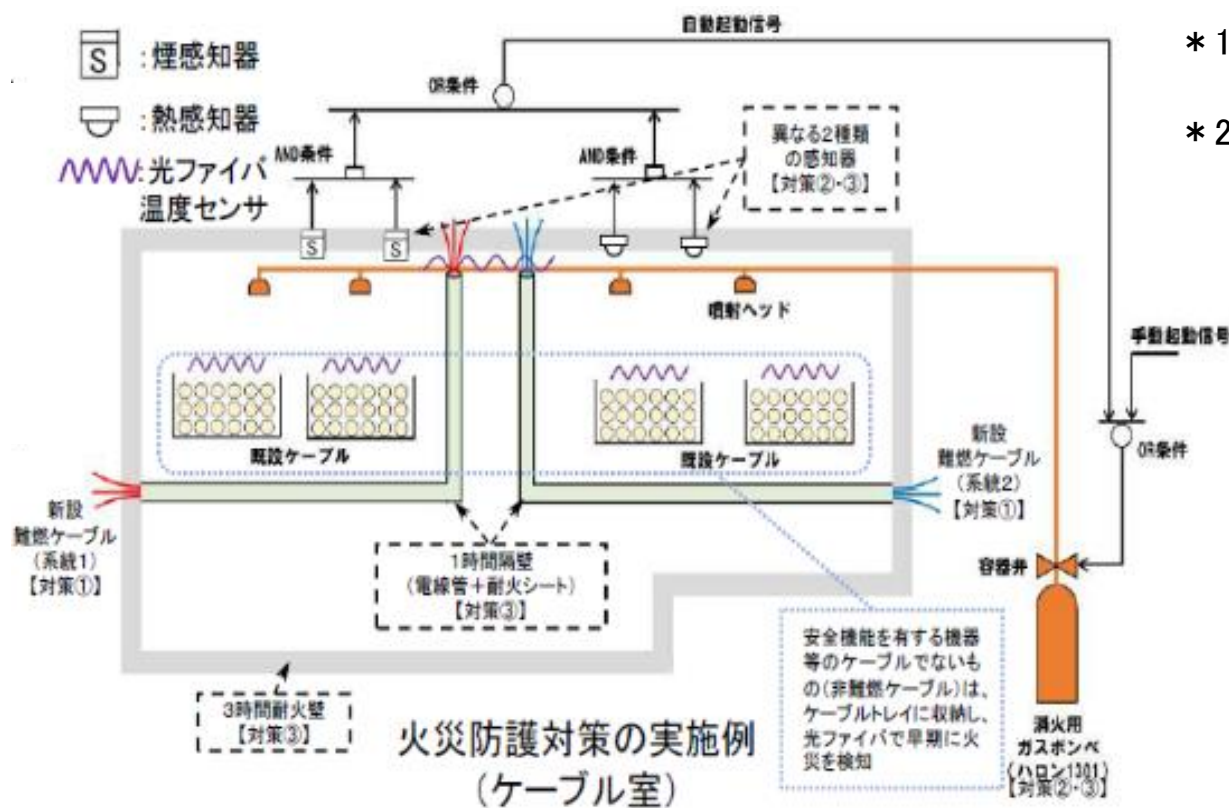 自動起動信号
＊1
＊2
S
:煙感知器
:熱感知器
:光ファイバ
温度センサ
OR条件
AND条件
AND条件
異なる2種類
の感知器
【対策②・③】
S
S
噴射ヘッド
手動起動信号
OR条件
既設ケーブル
既設ケーブル
新設
難燃ケーブル
(系統1)
【対策①】
新設
難燃ケーブル
(系統2)
【対策①】
1時間隔壁
(電線管+耐火シート)
【対策③】
容器弁
3時間耐火壁
【対策③】
安全機能を有する機器
等のケーブルでないも
の(非難燃ケーブル)は、
ケーブルトレイに収納し、
光ファイバで早期に火
災を検知
消火用
ガスボンベ
(ハロン1301)
【対策②・③】
火災防護対策の実施例
(ケーブル室)